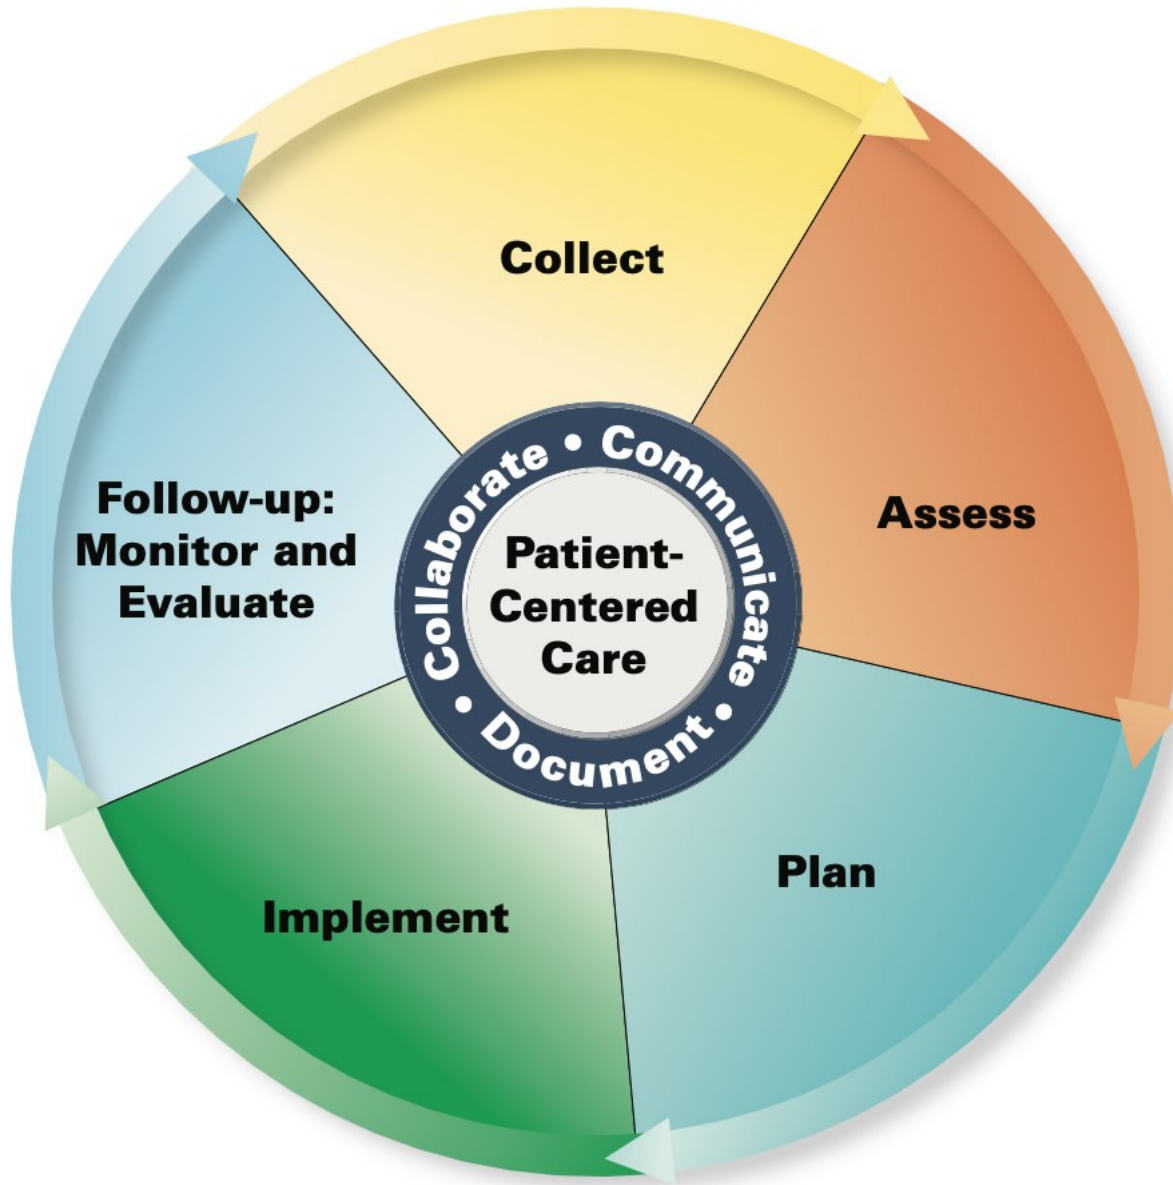 Collect
Assess
Plan
Implement
Follow-up:
Monitor and
Evaluate
Collaborate • Communicate • Document •
Patient-
Centered
Care